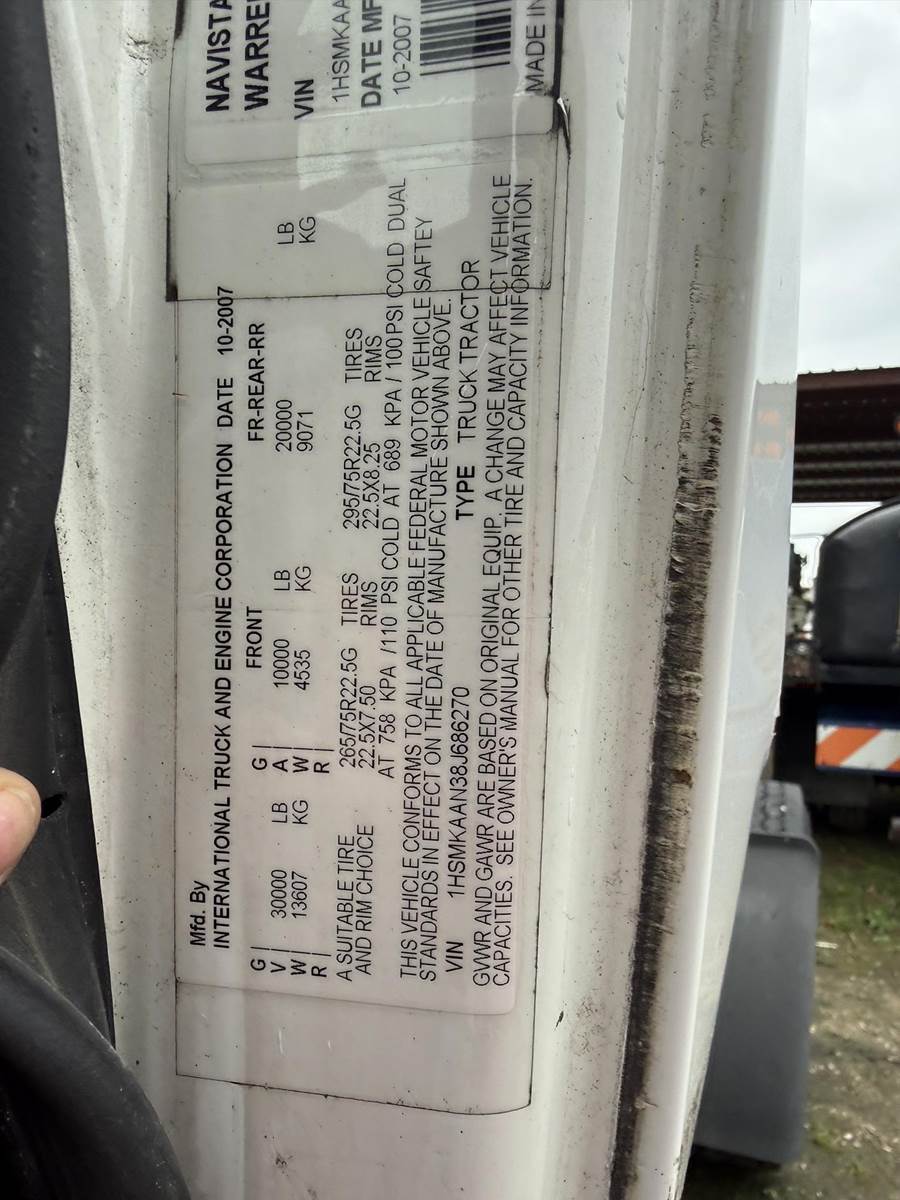 Mfd. By
INTERNATIONAL TRUCK AND ENGINE CORPORATION DATE 10-2007
G G FRONT FR-REAR-RR
V 30000 LB A 10000 LB 20000 LB
W 13607 KG W 4535 KG 9071 KG
R R
A SUITABLE TIRE 265/75R22.5G TIRES 295/75R22.5G TIRES
AND RIM CHOICE 22.5X7.50 RIMS 22.5X8.25 RIMS
AT 758 KPA /110 PSI COLD AT 689 KPA / 100 PSI COLD DUAL
THIS VEHICLE CONFORMS TO ALL APPLICABLE FEDERAL MOTOR VEHICLE SAFTEY
STANDARDS IN EFFECT ON THE DATE OF MANUFACTURE SHOWN ABOVE.
VIN 1HSMKAAN38J686270 TYPE TRUCK TRACTOR
GVWR AND GAWR ARE BASED ON ORIGINAL EQUIP. A CHANGE MAY AFFECT VEHICLE
CAPACITIES. SEE OWNER'S MANUAL FOR OTHER TIRE AND CAPACITY INFORMATION.
NAVISTA
WARRE
VIN
1HSMKAA
DATE MF
10-2007
MADE IN